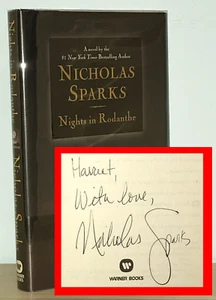 a novel by the
#1 New York Times Bestselling Author
NICHOLAS
SPARKS
Nights in Rodanthe
Nights in Rodanthe
Nicholas Sparks
With love,
Nicholas Sparks
WARNER BOOKS